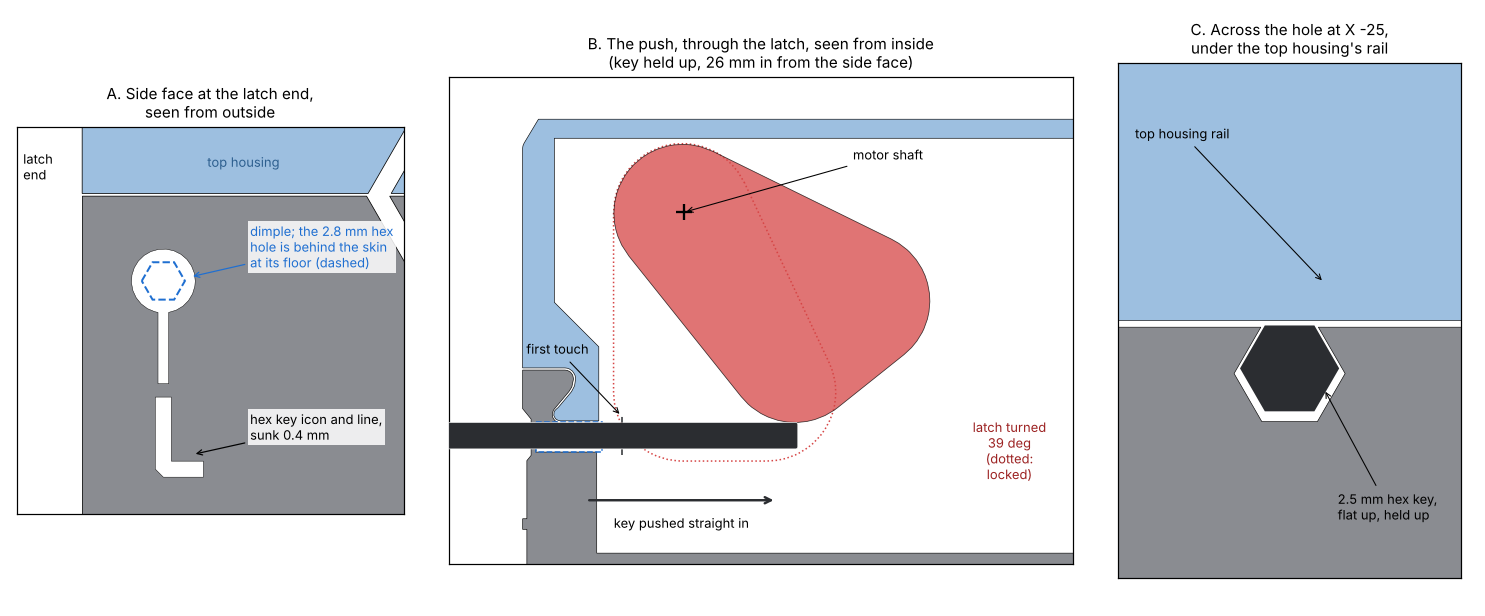 A. Side face at the latch end,
seen from outside
latch
end
top housing
dimple; the 2.8 mm hex
hole is behind the skin
at its floor (dashed)
hex key icon and line,
sunk 0.4 mm
B. The push, through the latch, seen from inside
(key held up, 26 mm in from the side face)
motor shaft
first touch
latch turned
39 deg
(dotted:
locked)
key pushed straight in
C. Across the hole at X -25,
under the top housing's rail
top housing rail
2.5 mm hex key,
flat up, held up